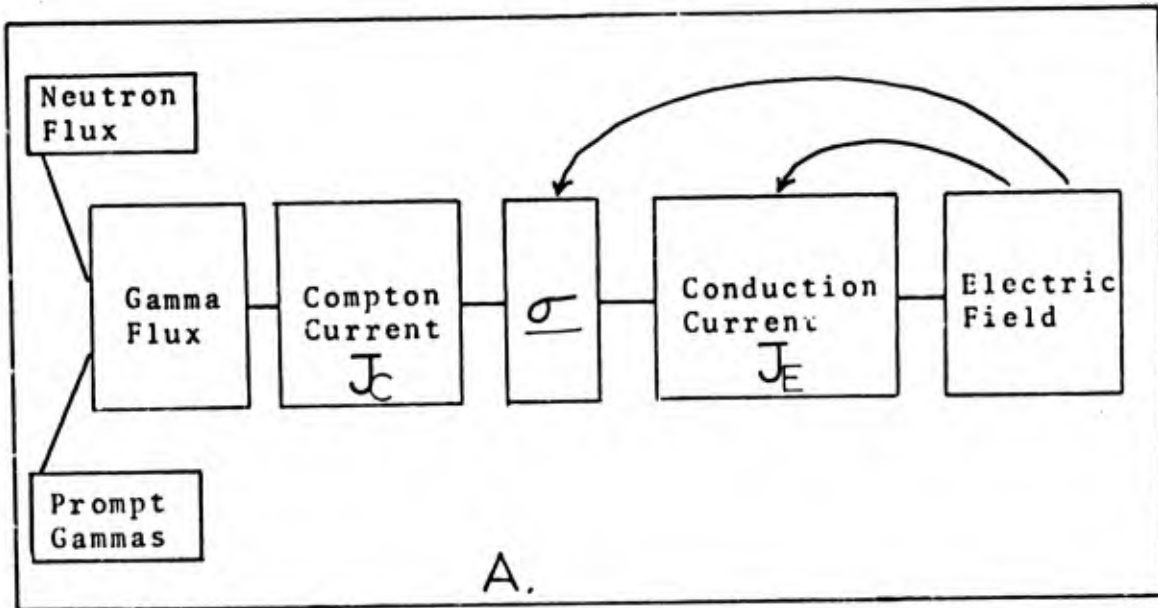 Neutron
Flux
Gamma
Flux
Compton
Current
J_C
σ
Conduction
Current
J_E
Electric
Field
Prompt
Gammas
A.